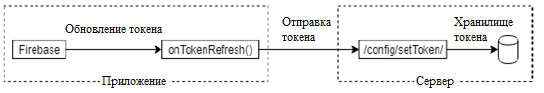 Обновление токена
Отправка
токена
Хранилище
токена
Firebase
onTokenRefresh()
/config/setToken/
Приложение
Сервер